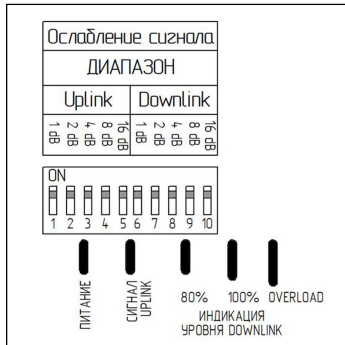 Ослабление сигнала
ДИАПАЗОН
Uplink Downlink
1 dB 2 dB 4 dB 8 dB 16 dB 1 dB 2 dB 4 dB 8 dB 16 dB
ON
1 2 3 4 5 6 7 8 9 10
ПИТАНИЕ
СИГНАЛ
UPLINK
80% 100% OVERLOAD
ИНДИКАЦИЯ
УРОВНЯ DOWNLINK